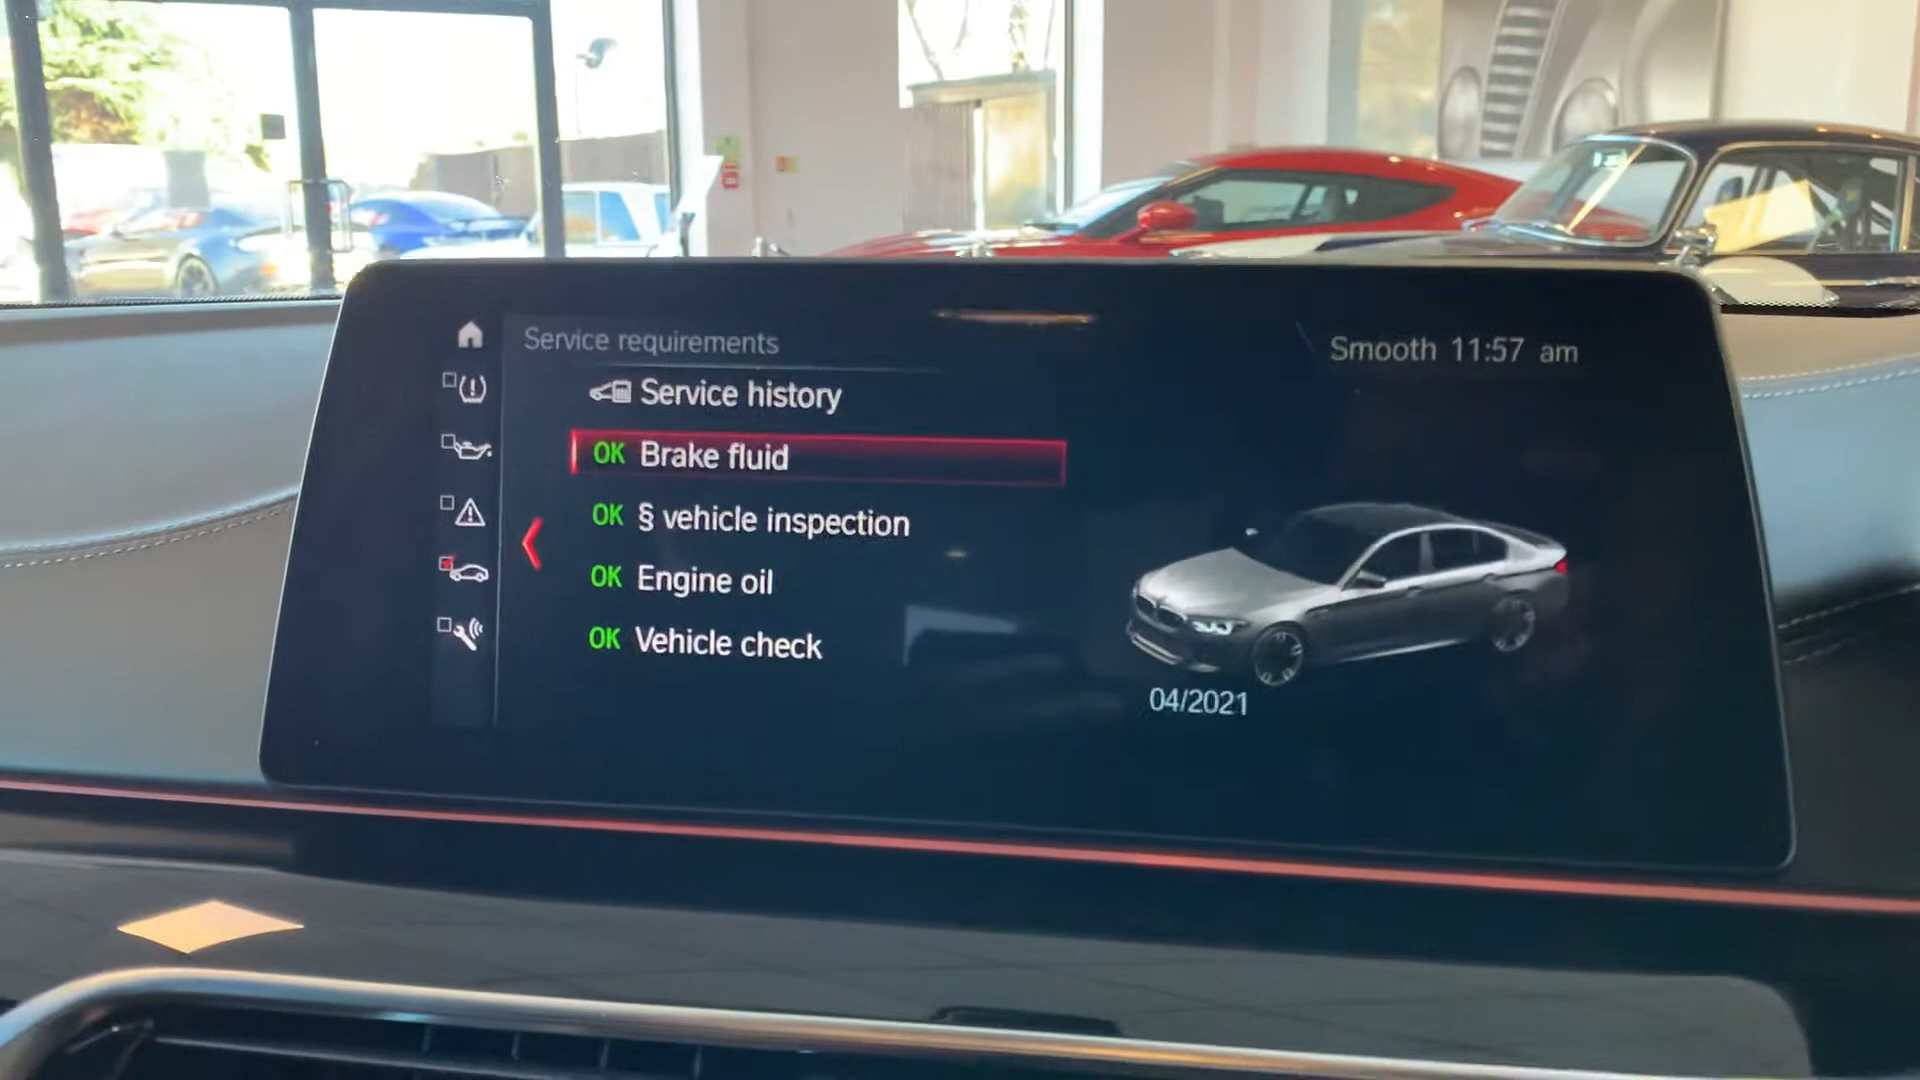 Service requirements
Smooth 11:57 am
Service history
OK Brake fluid
OK § vehicle inspection
OK Engine oil
OK Vehicle check
04/2021